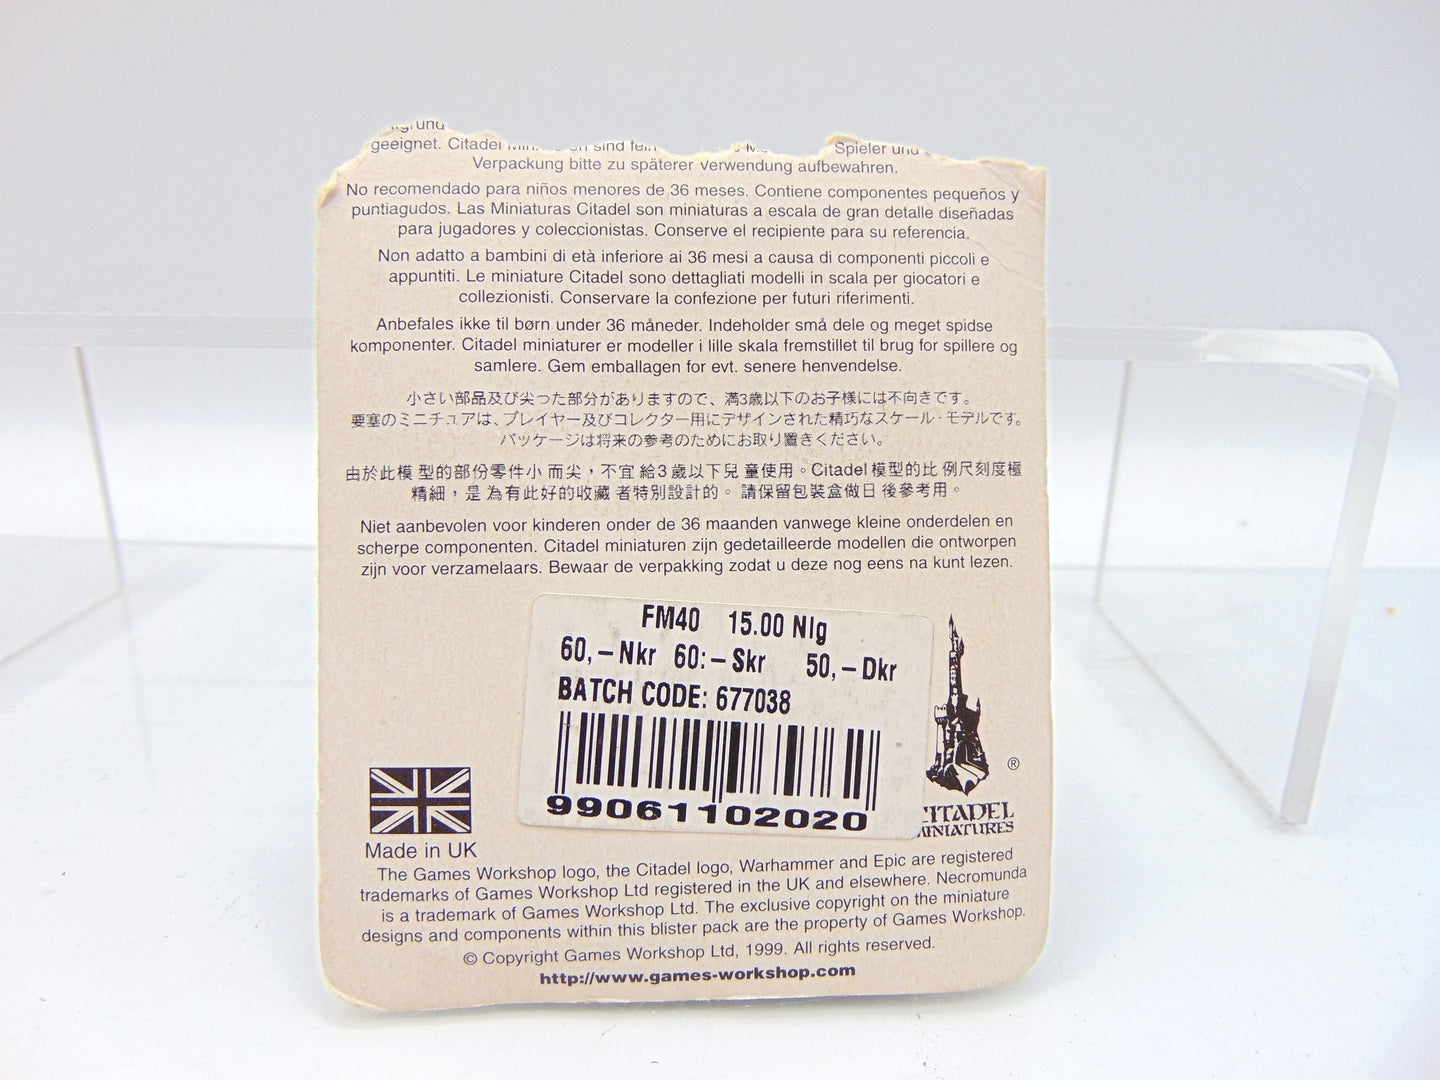 geeignet. Citadel sind Spieler und
Verpackung bitte zu späterer Verwendung aufbewahren.
No recomendado para niños menores de 36 meses. Contiene componentes pequeños y
puntiagudos. Las Miniaturas Citadel son miniaturas a escala de gran detalle diseñadas
para jugadores y coleccionistas. Conserve el recipiente para su referencia.
Non adatto a bambini di età inferiore ai 36 mesi a causa di componenti piccoli e
appuntiti. Le miniature Citadel sono dettagliati modelli in scala per giocatori e
collezionisti. Conservare la confezione per futuri riferimenti.
Anbefales ikke til børn under 36 måneder. Indeholder små dele og meget spidse
komponenter. Citadel miniaturer er modeller i lille skala fremstillet til brug for spillere og
samlere. Gem emballagen for evt. senere henvendelse.
小さい部品及び尖った部分がありますので、満3歳以下のお子様には不向きです。
要塞のミニチュアは、プレイヤー及びコレクター用にデザインされた精巧なスケール・モデルです。
パッケージは将来の参考のためにお取り置きください。
由於此模 型的部份零件小 而尖，不宜 給3 歲以下兒 童使用。Citadel 模型的比 例尺刻度極
精細，是 為有此好的收藏 者特別設計的。 請保留包裝盒做日 後參考用。
Niet aanbevolen voor kinderen onder de 36 maanden vanwege kleine onderdelen en
scherpe componenten. Citadel miniaturen zijn gedetailleerde modellen die ontworpen
zijn voor verzamelaars. Bewaar de verpakking zodat u deze nog eens na kunt lezen.
FM40 15.00 Nlg
60,–Nkr 60:–Skr 50,–Dkr
BATCH CODE: 677038
99061102020
®
CITADEL
MINIATURES
Made in UK
The Games Workshop logo, the Citadel logo, Warhammer and Epic are registered
trademarks of Games Workshop Ltd registered in the UK and elsewhere. Necromunda
is a trademark of Games Workshop Ltd. The exclusive copyright on the miniature
designs and components within this blister pack are the property of Games Workshop.
© Copyright Games Workshop Ltd, 1999. All rights reserved.
http://www.games-workshop.com